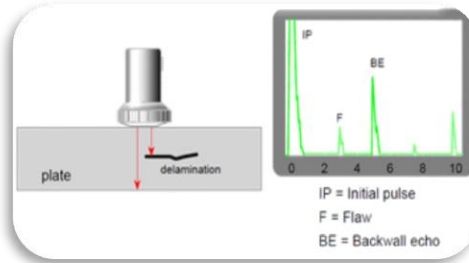 plate
delamination
IP
BE
F
0 2 4 6 8 10
IP = Initial pulse
F = Flaw
BE = Backwall echo